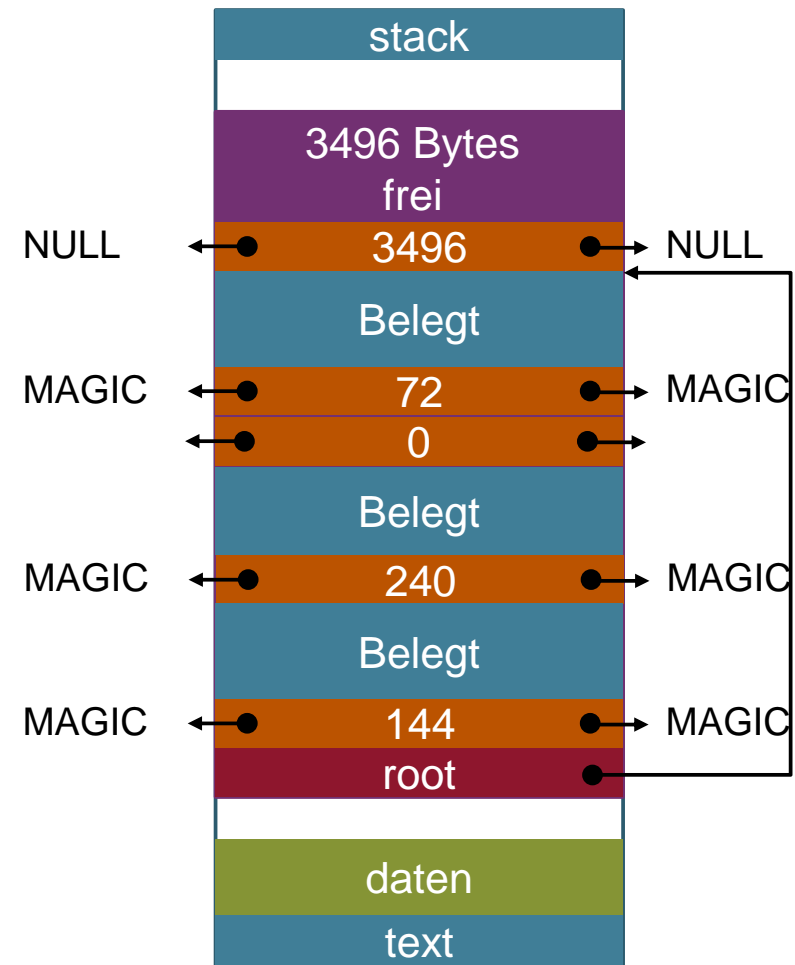 stack
3496 Bytes
frei
NULL 3496 NULL
Belegt
MAGIC 72 MAGIC
0
Belegt
MAGIC 240 MAGIC
Belegt
MAGIC 144 MAGIC
root
daten
text